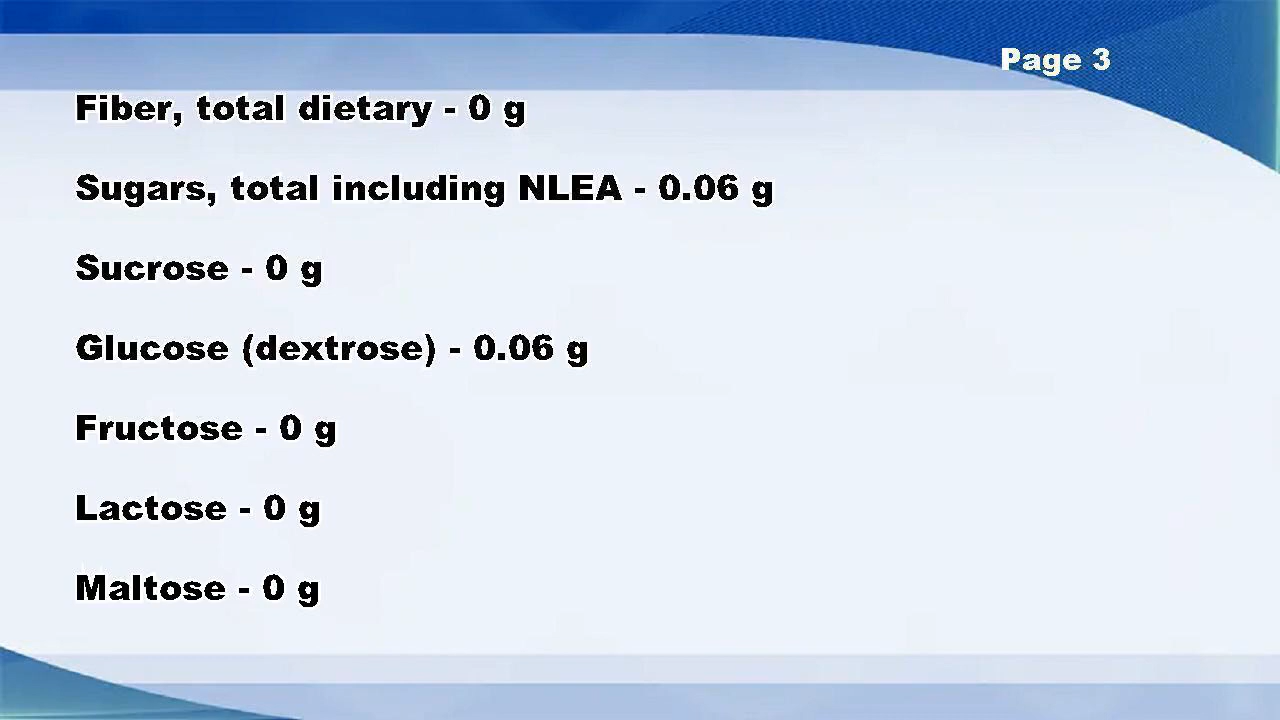 Page 3
Fiber, total dietary - 0 g
Sugars, total including NLEA - 0.06 g
Sucrose - 0 g
Glucose (dextrose) - 0.06 g
Fructose - 0 g
Lactose - 0 g
Maltose - 0 g